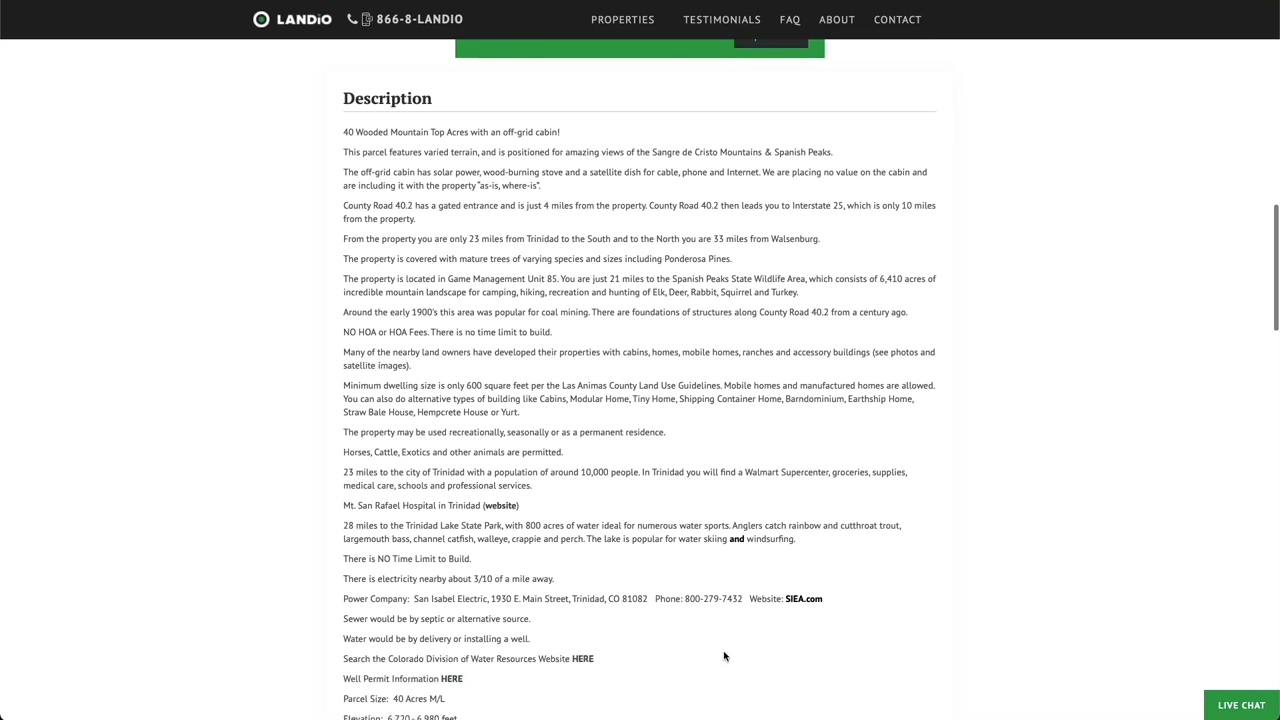 LANDiO 866-8-LANDIO PROPERTIES TESTIMONIALS FAQ ABOUT CONTACT
Description
40 Wooded Mountain Top Acres with an off-grid cabin!
This parcel features varied terrain, and is positioned for amazing views of the Sangre de Cristo Mountains & Spanish Peaks.
The off-grid cabin has solar power, wood-burning stove and a satellite dish for cable, phone and Internet. We are placing no value on the cabin and
are including it with the property "as-is, where-is".
County Road 40.2 has a gated entrance and is just 4 miles from the property. County Road 40.2 then leads you to Interstate 25, which is only 10 miles
from the property.
From the property you are only 23 miles from Trinidad to the South and to the North you are 33 miles from Walsenburg.
The property is covered with mature trees of varying species and sizes including Ponderosa Pines.
The property is located in Game Management Unit 85. You are just 21 miles to the Spanish Peaks State Wildlife Area, which consists of 6,410 acres of
incredible mountain landscape for camping, hiking, recreation and hunting of Elk, Deer, Rabbit, Squirrel and Turkey.
Around the early 1900's this area was popular for coal mining. There are foundations of structures along County Road 40.2 from a century ago.
NO HOA or HOA Fees. There is no time limit to build.
Many of the nearby land owners have developed their properties with cabins, homes, mobile homes, ranches and accessory buildings (see photos and
satellite images).
Minimum dwelling size is only 600 square feet per the Las Animas County Land Use Guidelines. Mobile homes and manufactured homes are allowed.
You can also do alternative types of building like Cabins, Modular Home, Tiny Home, Shipping Container Home, Barndominium, Earthship Home,
Straw Bale House, Hempcrete House or Yurt.
The property may be used recreationally, seasonally or as a permanent residence.
Horses, Cattle, Exotics and other animals are permitted.
23 miles to the city of Trinidad with a population of around 10,000 people. In Trinidad you will find a Walmart Supercenter, groceries, supplies,
medical care, schools and professional services.
Mt. San Rafael Hospital in Trinidad (website)
28 miles to the Trinidad Lake State Park, with 800 acres of water ideal for numerous water sports. Anglers catch rainbow and cutthroat trout,
largemouth bass, channel catfish, walleye, crappie and perch. The lake is popular for water skiing and windsurfing.
There is NO Time Limit to Build.
There is electricity nearby about 3/10 of a mile away.
Power Company: San Isabel Electric, 1930 E. Main Street, Trinidad, CO 81082 Phone: 800-279-7432 Website: SIEA.com
Sewer would be by septic or alternative source.
Water would be by delivery or installing a well.
Search the Colorado Division of Water Resources Website HERE
Well Permit Information HERE
Parcel Size: 40 Acres M/L
Elevation: 6,720 - 6,980 feet
LIVE CHAT